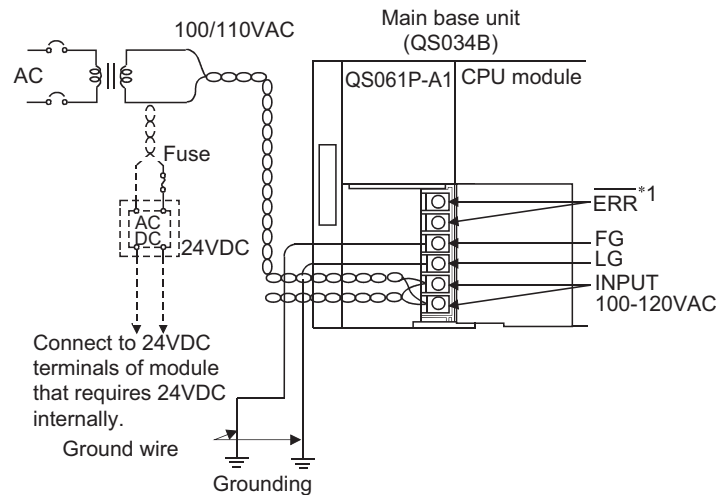 Main base unit
(QS034B)
100/110VAC
AC
QS061P-A1
CPU module
Fuse
AC
DC
24VDC
ERR *1
FG
LG
INPUT
100-120VAC
Connect to 24VDC
terminals of module
that requires 24VDC
internally.
Ground wire
Grounding